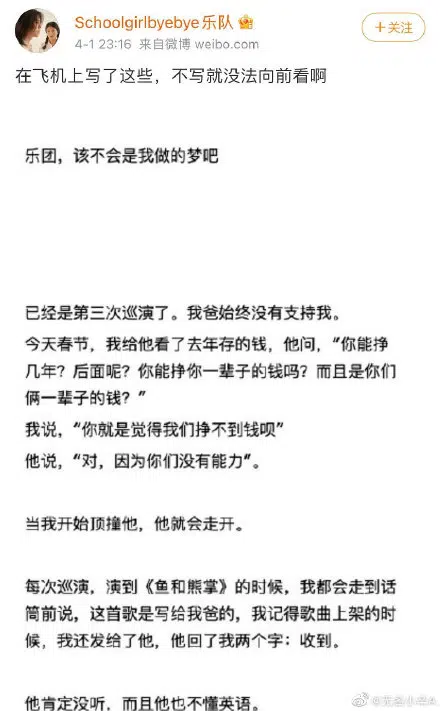 Schoolgirlbyebye乐队
4-1 23:16 来自微博 weibo.com
+关注
在飞机上写了这些，不写就没法向前看啊
乐团，该不会是我做的梦吧
已经是第三次巡演了。我爸始终没有支持我。
今天春节，我给他看了去年存的钱，他问，“你能挣
几年？后面呢？你能挣你一辈子的钱吗？而且是你们
俩一辈子的钱？”
我说，“你就是觉得我们挣不到钱呗”
他说，“对，因为你们没有能力”。
当我开始顶撞他，他就会走开。
每次巡演，演到《鱼和熊掌》的时候，我都会走到话
筒前说，这首歌是写给我爸的，我记得歌曲上架的时
候，我还发给了他，他回了我两个字：收到。
他肯定没听，而且他也不懂英语。